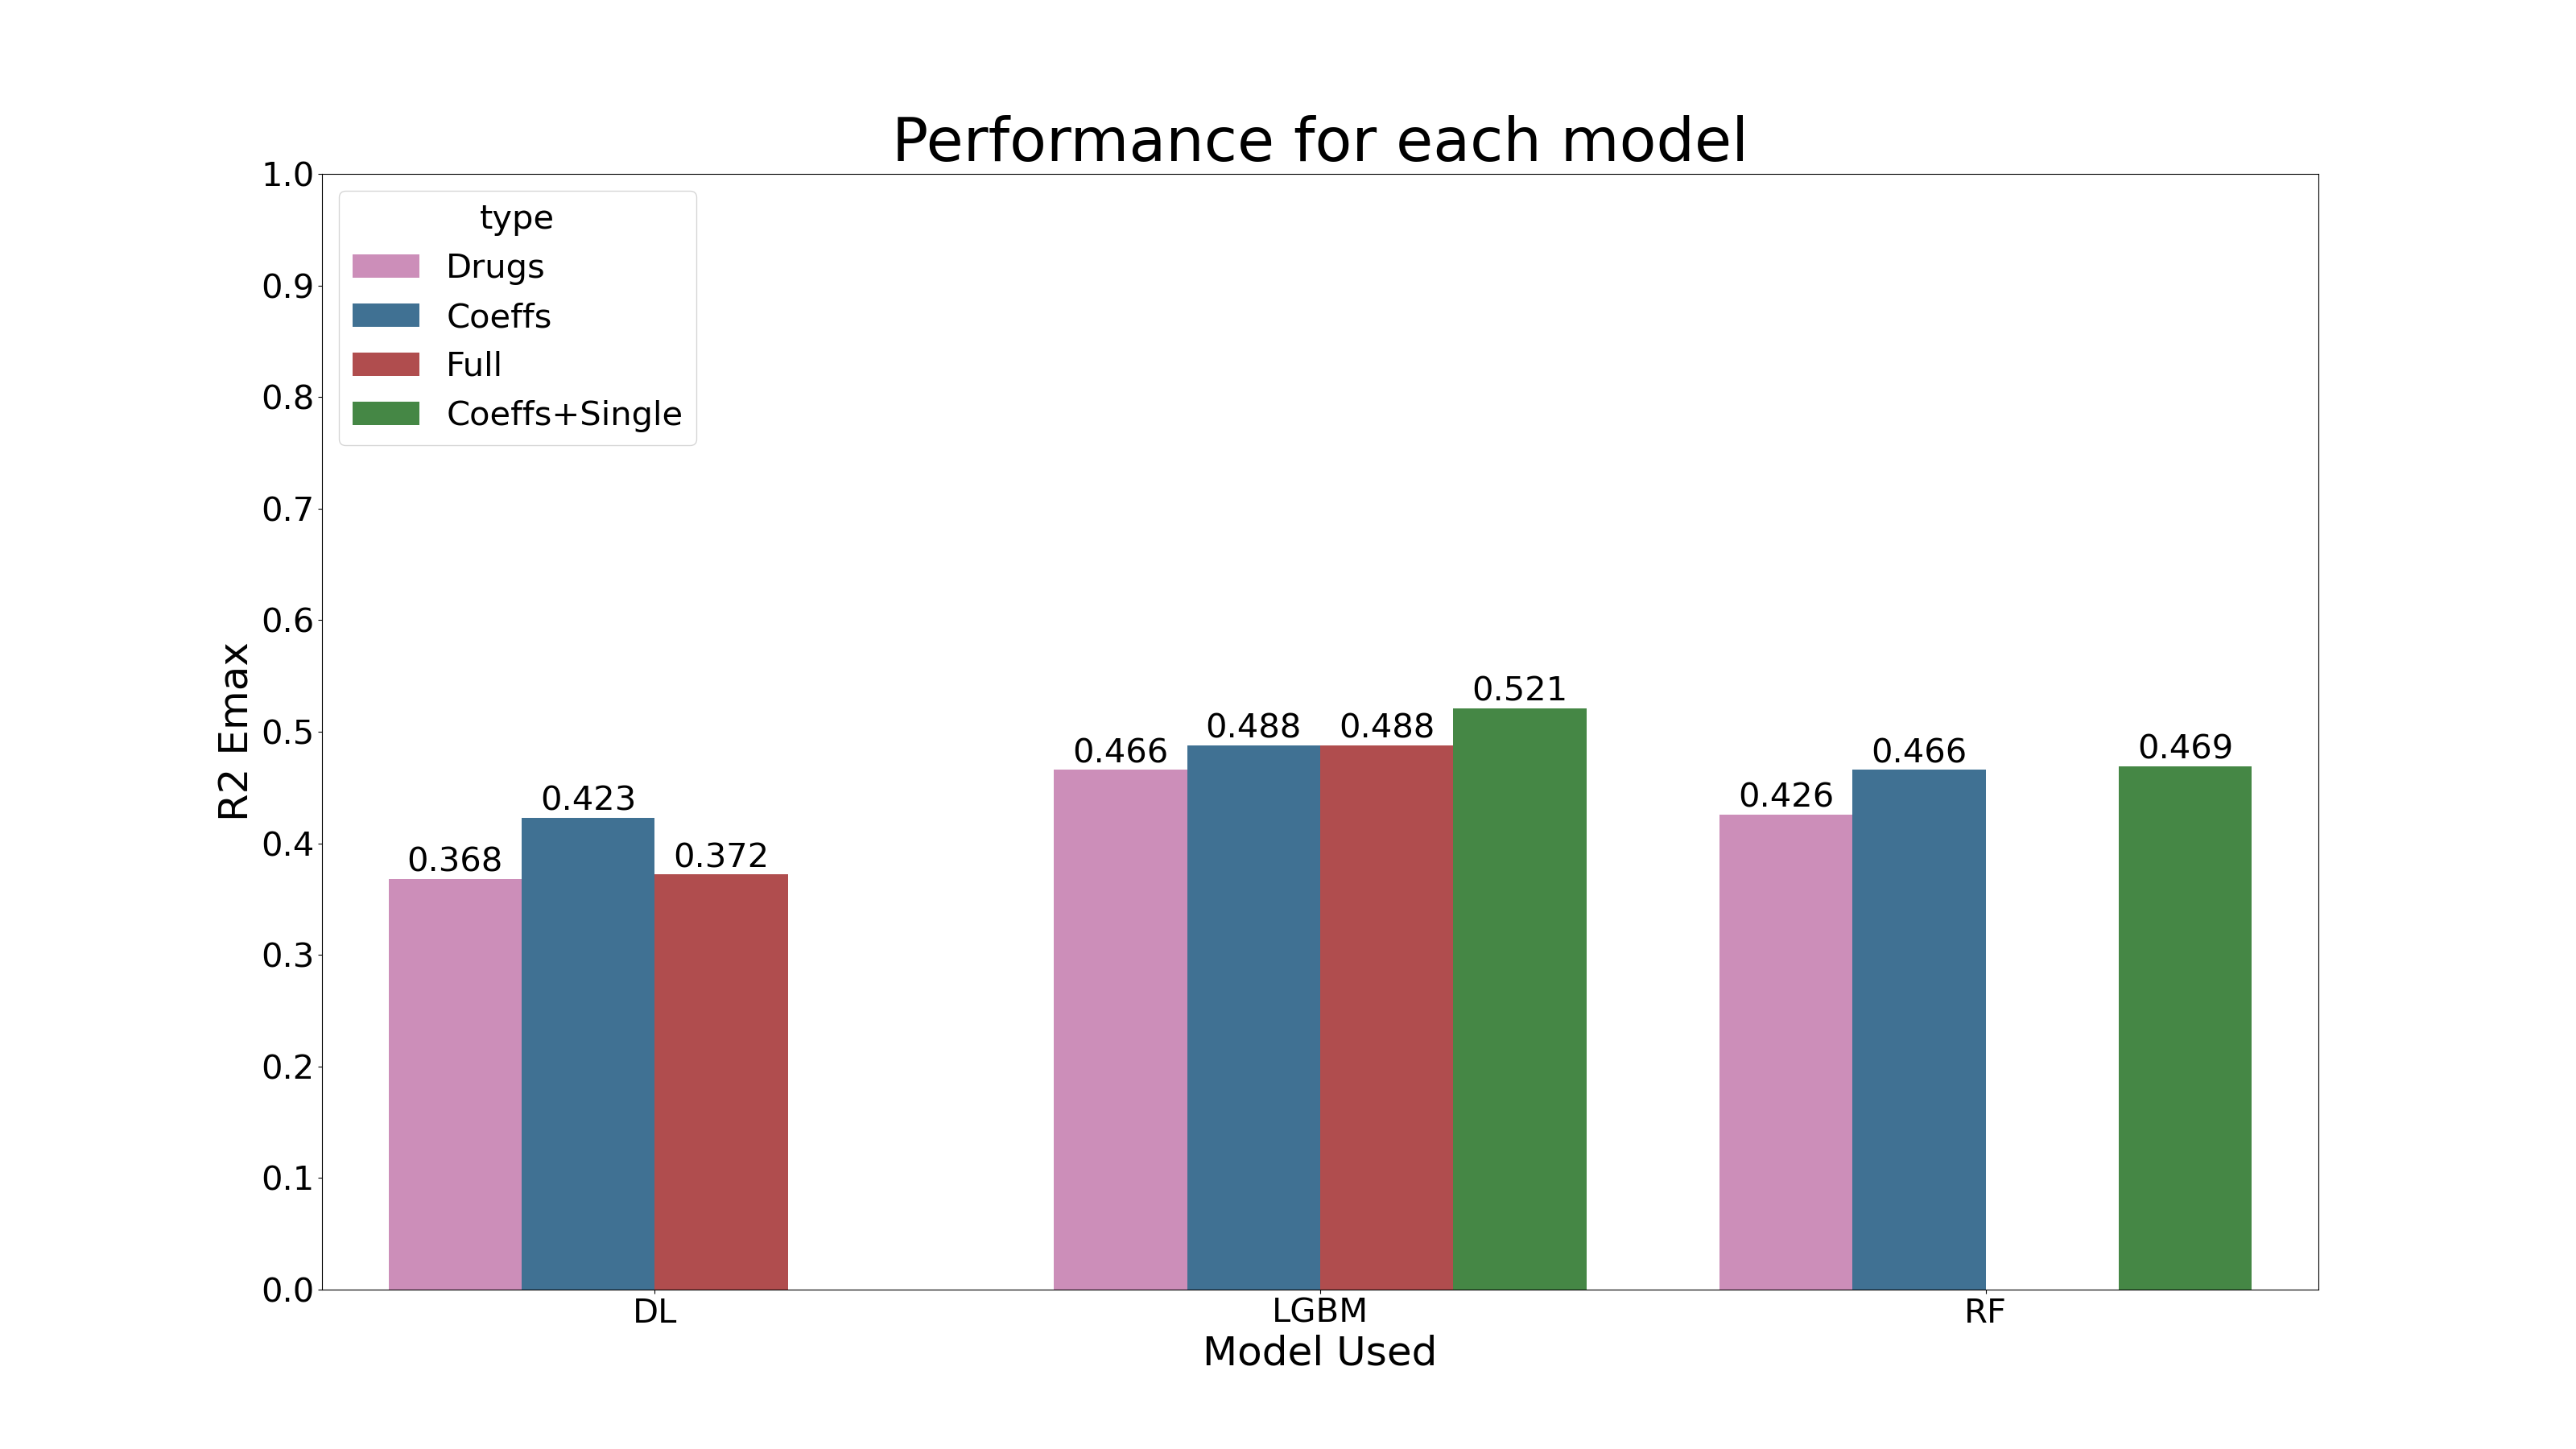 Performance for each model
1.0
0.9
0.8
0.7
0.6
0.5
0.4
0.3
0.2
0.1
0.0
R2 Emax
type
Drugs
Coeffs
Full
Coeffs+Single
0.368
0.423
0.372
0.466
0.488
0.488
0.521
0.426
0.466
0.469
DL
LGBM
RF
Model Used